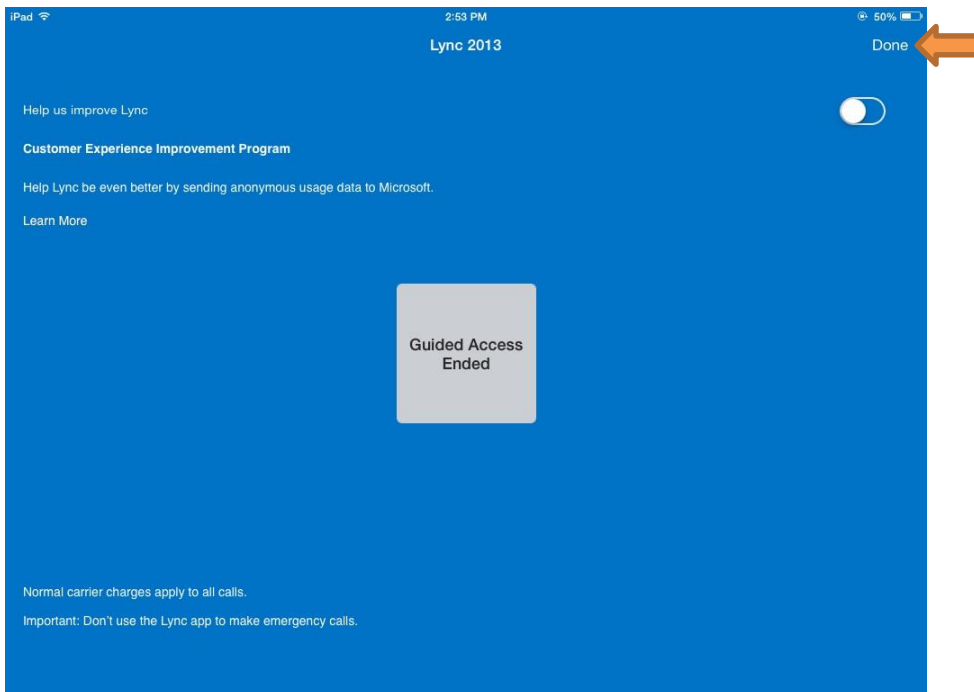 iPad 2:53 PM 50%
Lync 2013 Done
Help us improve Lync
Customer Experience Improvement Program
Help Lync be even better by sending anonymous usage data to Microsoft.
Learn More
Guided Access
Ended
Normal carrier charges apply to all calls.
Important: Don't use the Lync app to make emergency calls.